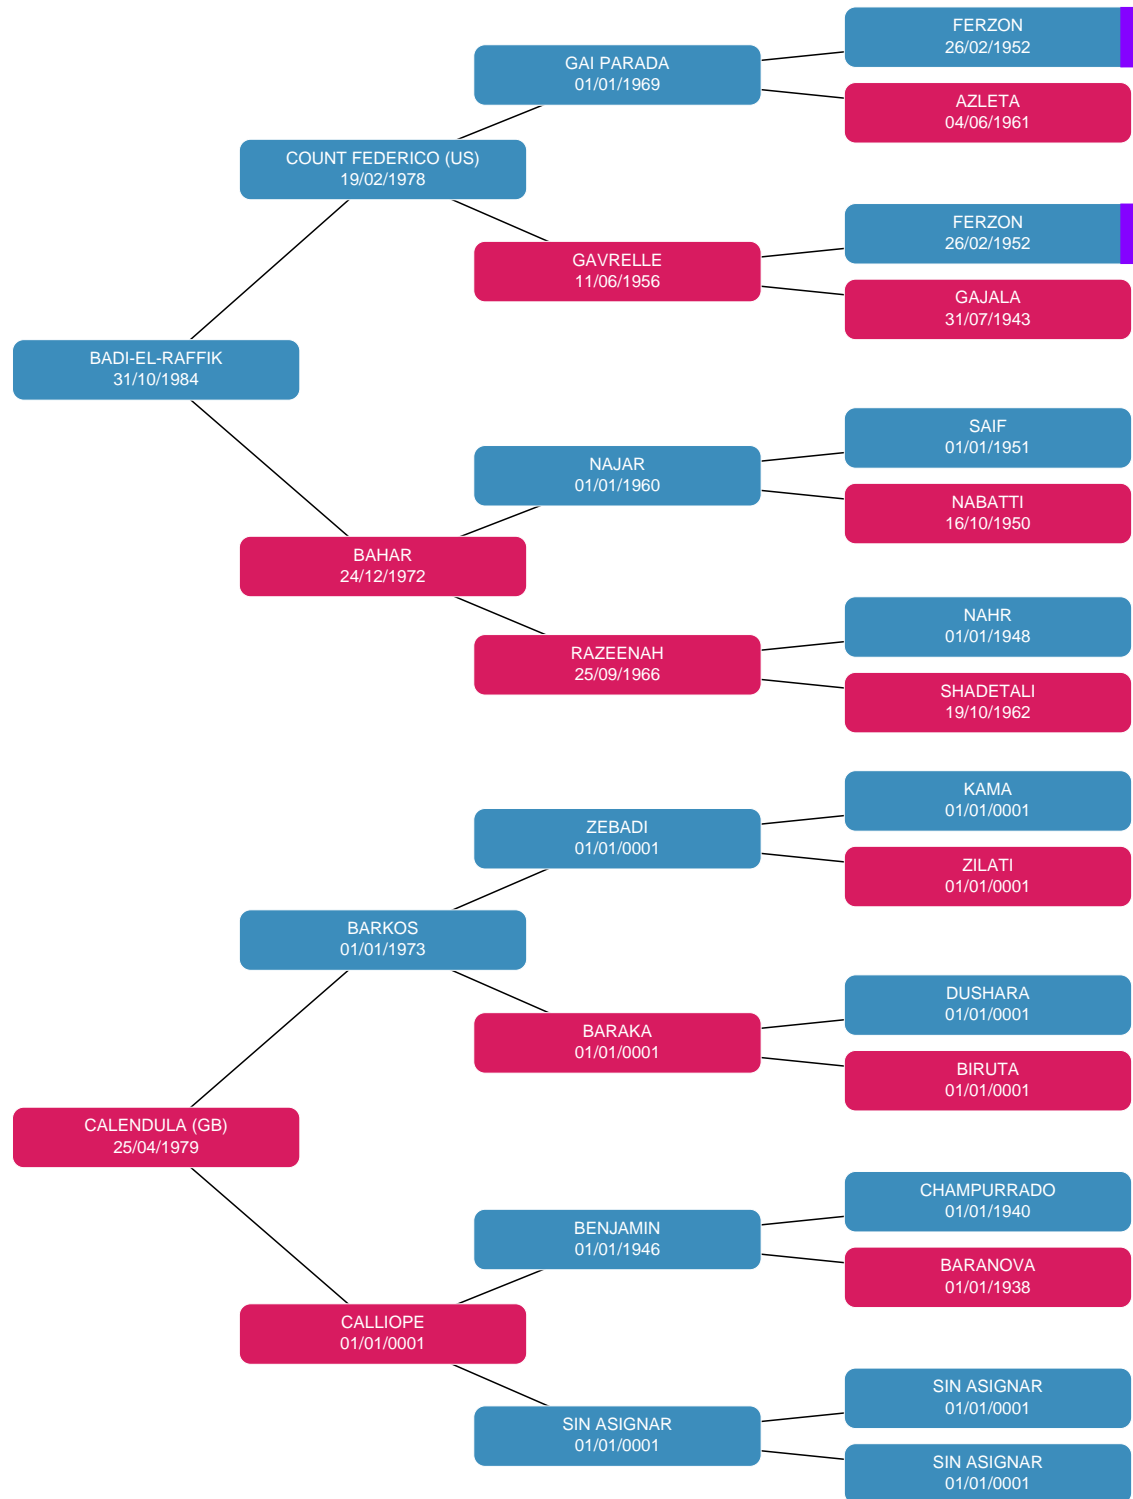 FERZON
26/02/1952
GAI PARADA
01/01/1969
AZLETA
04/06/1961
COUNT FEDERICO (US)
19/02/1978
FERZON
26/02/1952
GAVRELLE
11/06/1956
GAJALA
31/07/1943
BADI-EL-RAFFIK
31/10/1984
SAIF
01/01/1951
NAJAR
01/01/1960
NABATTI
16/10/1950
BAHAR
24/12/1972
NAHR
01/01/1948
RAZEENAH
25/09/1966
SHADETALI
19/10/1962
KAMA
01/01/0001
ZEBADI
01/01/0001
ZILATI
01/01/0001
BARKOS
01/01/1973
DUSHARA
01/01/0001
BARAKA
01/01/0001
BIRUTA
01/01/0001
CALENDULA (GB)
25/04/1979
CHAMPURRADO
01/01/1940
BENJAMIN
01/01/1946
BARANOVA
01/01/1938
CALLIOPE
01/01/0001
SIN ASIGNAR
01/01/0001
SIN ASIGNAR
01/01/0001
SIN ASIGNAR
01/01/0001